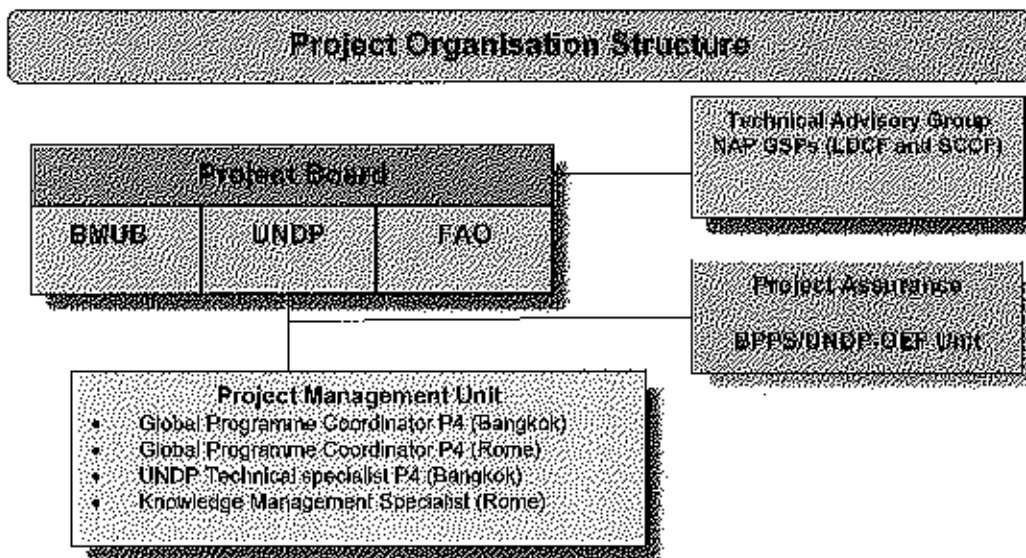 Project Organisation Structure
Technical Advisory Group
NAP GSPs (LDCF and SCCF)
Project Board
BMUB
UNDP
FAO
Project Assurance
BPPS/UNDP-GEF Unit
Project Management Unit
• Global Programme Coordinator P4 (Bangkok)
• Global Programme Coordinator P4 (Rome)
• UNDP Technical specialist P4 (Bangkok)
• Knowledge Management Specialist (Rome)